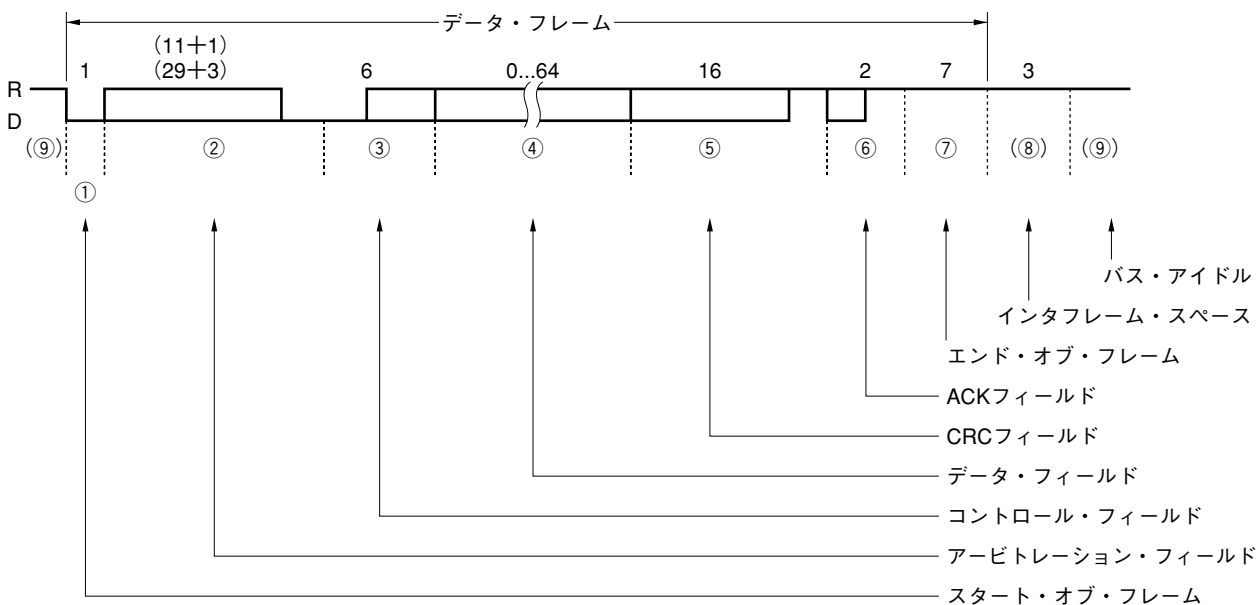 データ・フレーム
(11+1)
1 (29+3) 6 0...64 16 2 7 3
R
D
(⑨) ② ③ ④ ⑤ ⑥ ⑦ (⑧) (⑨)
①
バス・アイドル
インタフレーム・スペース
エンド・オブ・フレーム
ACKフィールド
CRCフィールド
データ・フィールド
コントロール・フィールド
アービトレーション・フィールド
スタート・オブ・フレーム